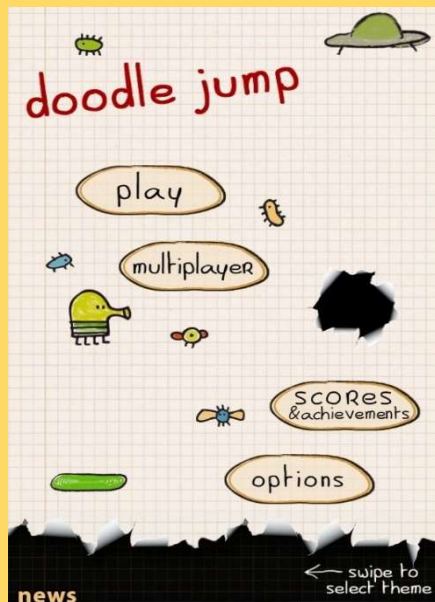 doodle jump
play
multiplayer
scores
&achievements
options
← swipe to
select theme
news